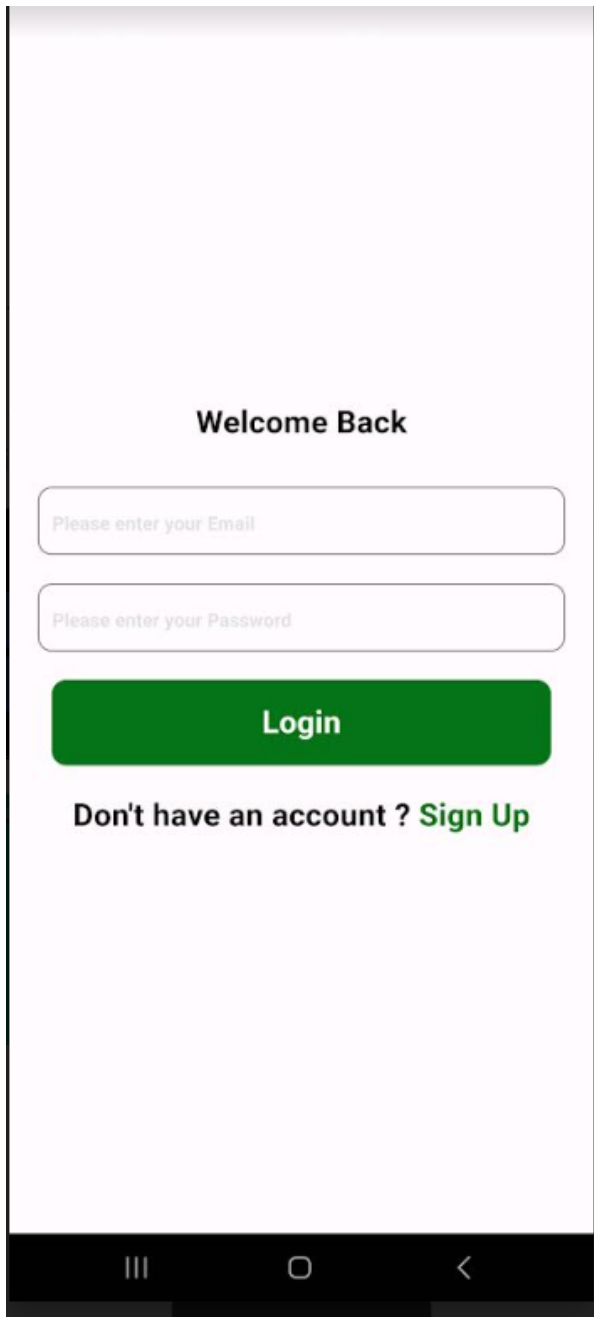 Welcome Back
Please enter your Email
Please enter your Password
Login
Don't have an account ? Sign Up